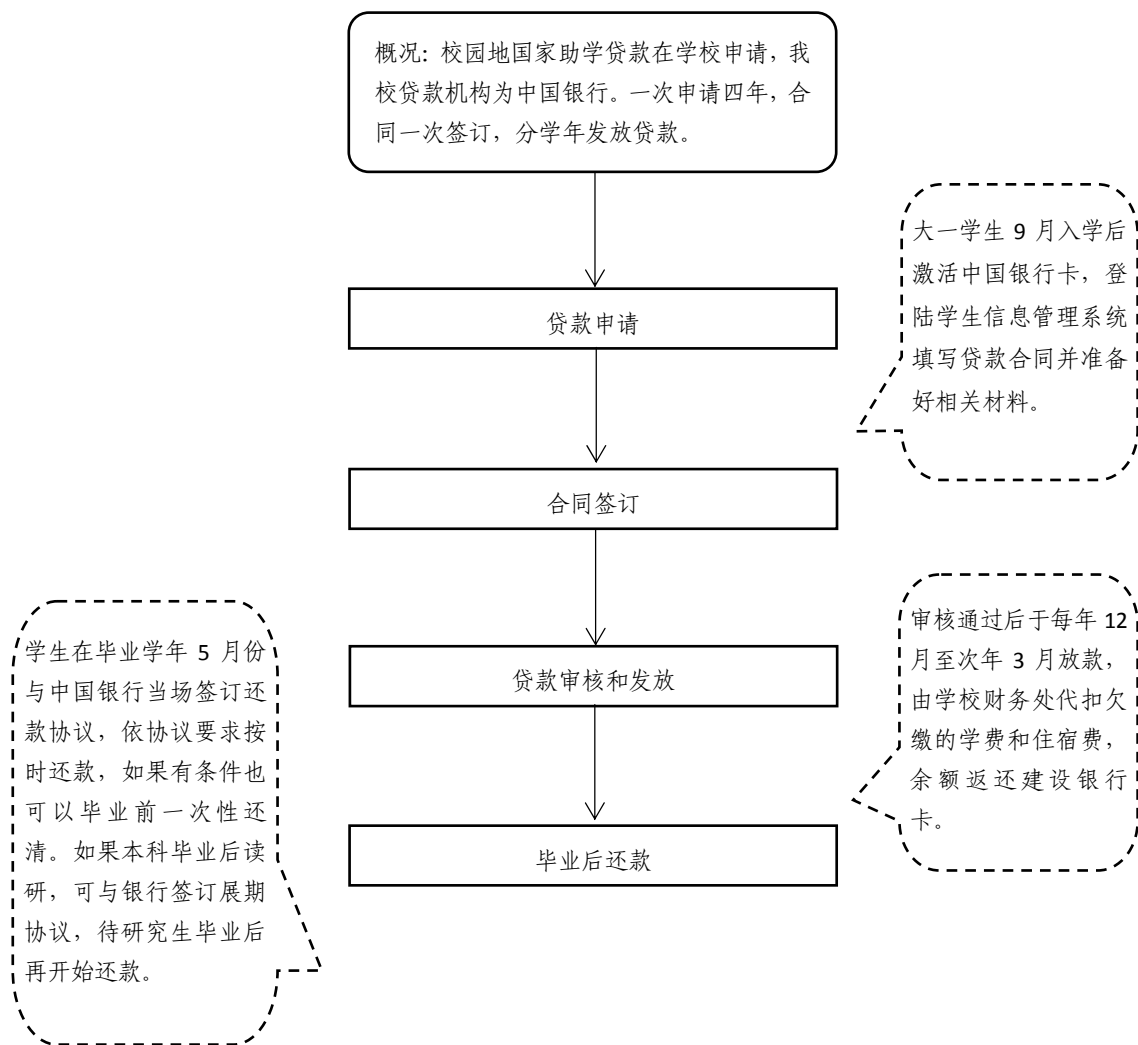 概况：校园地国家助学贷款在学校申请，我
校贷款机构为中国银行。一次申请四年，合
同一次签订，分学年发放贷款。
大一学生 9 月入学后
激活中国银行卡，登
陆学生信息管理系统
填写贷款合同并准备
好相关材料。
贷款申请
合同签订
审核通过后于每年 12
月至次年 3 月放款，
由学校财务处代扣欠
缴的学费和住宿费，
余额返还建设银行
卡。
贷款审核和发放
学生在毕业学年 5 月份
与中国银行当场签订还
款协议，依协议要求按
时还款，如果有条件也
可以毕业前一次性还
清。如果本科毕业后读
研，可与银行签订展期
协议，待研究生毕业后
再开始还款。
毕业后还款